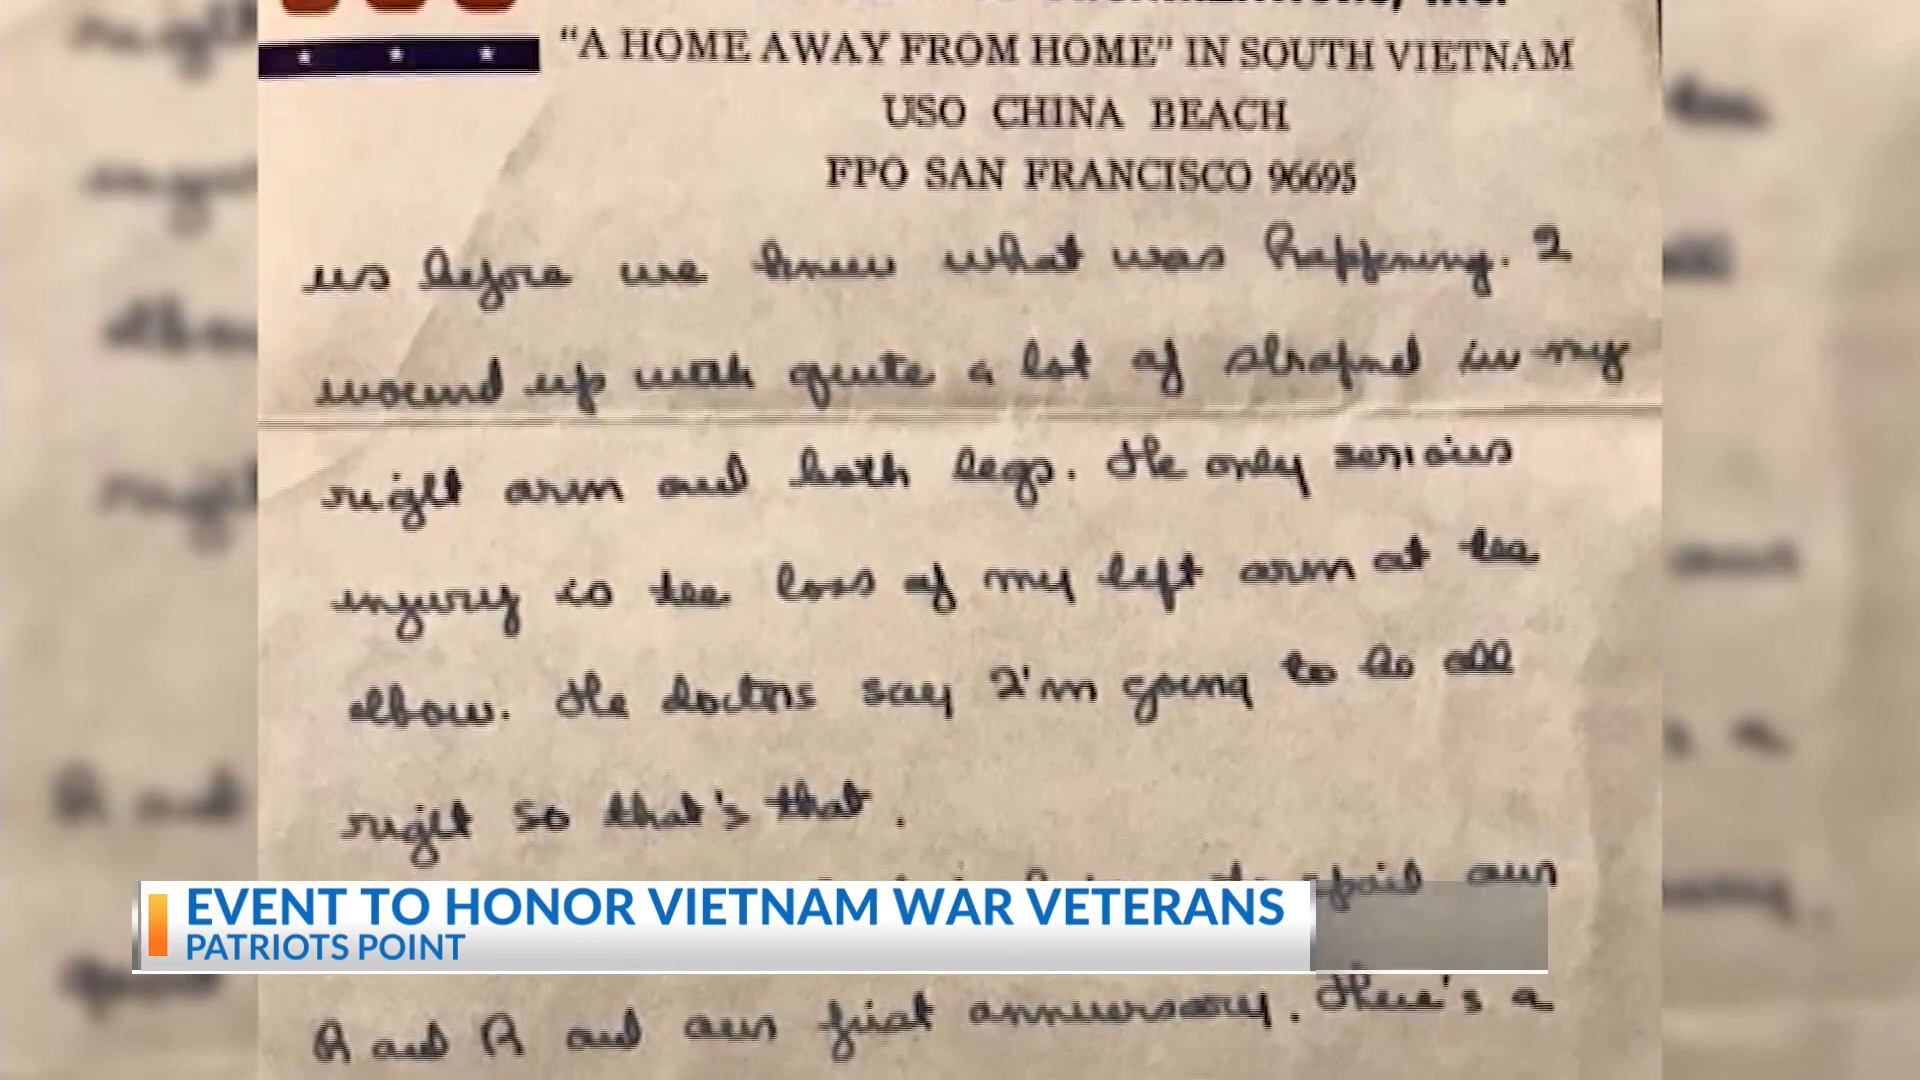 "A HOME AWAY FROM HOME" IN SOUTH VIETNAM
USO CHINA BEACH
FPO SAN FRANCISCO 96695
us before we knew what was happening. I
wound up with quite a lot of shrapnel in my
right arm and both legs. The only serious
injury is the loss of my left arm at the
elbow. The doctors say I'm going to be all
right so that's that.
spoil our
R and R and our first anniversary. There's a
EVENT TO HONOR VIETNAM WAR VETERANS
PATRIOTS POINT